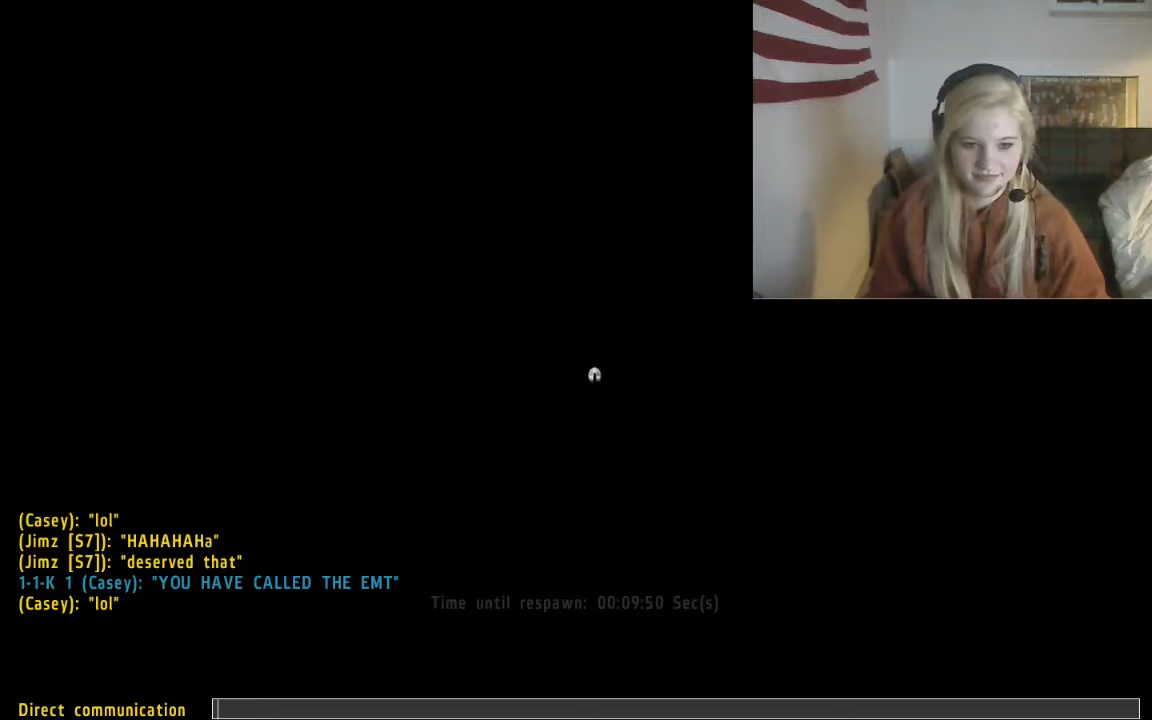 (Casey): "lol"
(Jimz [S7]): "HAHAHAHa"
(Jimz [S7]): "deserved that"
1-1-K 1 (Casey): "YOU HAVE CALLED THE EMT"
(Casey): "lol"
Time until respawn: 00:09:50 Sec(s)
Direct communication